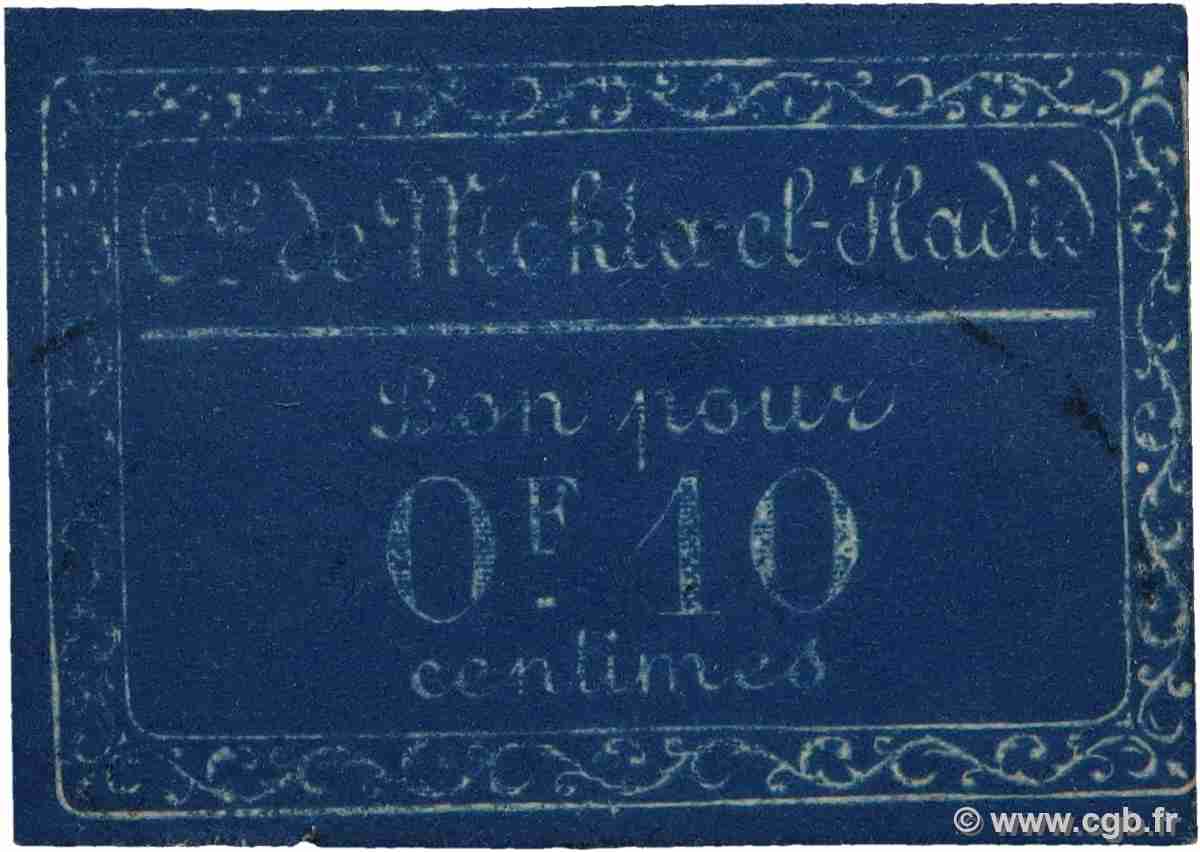 Cie de Mokta-el-Hadid
Bon pour
0F.10
centimes
© www.cgb.fr